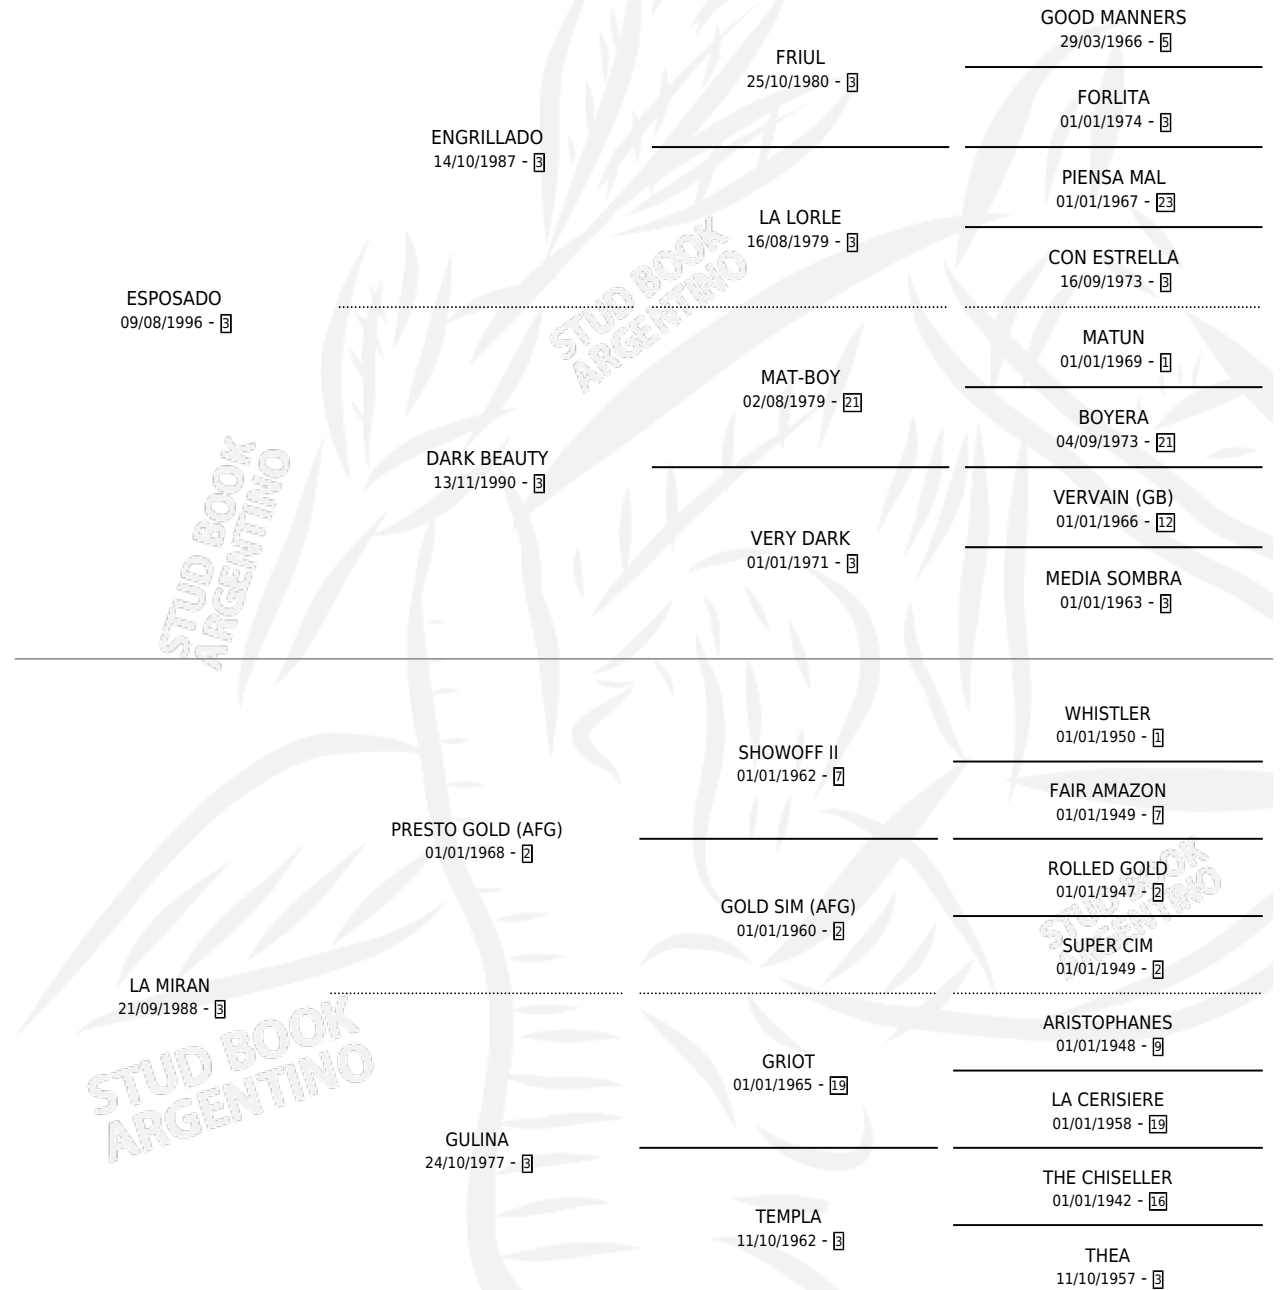 GOOD MANNERS
29/03/1966 - 5
FRIUL
25/10/1980 - 3
FORLITA
01/01/1974 - 3
ENGRILLADO
14/10/1987 - 3
PIENSA MAL
01/01/1967 - 23
LA LORLE
16/08/1979 - 3
CON ESTRELLA
16/09/1973 - 3
ESPOSADO
09/08/1996 - 3
MATUN
01/01/1969 - 1
MAT-BOY
02/08/1979 - 21
BOYERA
04/09/1973 - 21
DARK BEAUTY
13/11/1990 - 3
VERVAIN (GB)
01/01/1966 - 12
VERY DARK
01/01/1971 - 3
MEDIA SOMBRA
01/01/1963 - 3
WHISTLER
01/01/1950 - 1
SHOWOFF II
01/01/1962 - 7
FAIR AMAZON
01/01/1949 - 7
PRESTO GOLD (AFG)
01/01/1968 - 2
ROLLED GOLD
01/01/1947 - 2
GOLD SIM (AFG)
01/01/1960 - 2
SUPER CIM
01/01/1949 - 2
LA MIRAN
21/09/1988 - 3
ARISTOPHANES
01/01/1948 - 9
GRIOT
01/01/1965 - 19
LA CERISIERE
01/01/1958 - 19
GULINA
24/10/1977 - 3
THE CHISELLER
01/01/1942 - 16
TEMPLA
11/10/1962 - 3
THEA
11/10/1957 - 3
STUD BOOK
ARGENTINO
STUD BOOK
ARGENTINO
STUD BOOK
ARGENTINO
STUD BOOK
ARGENTINO